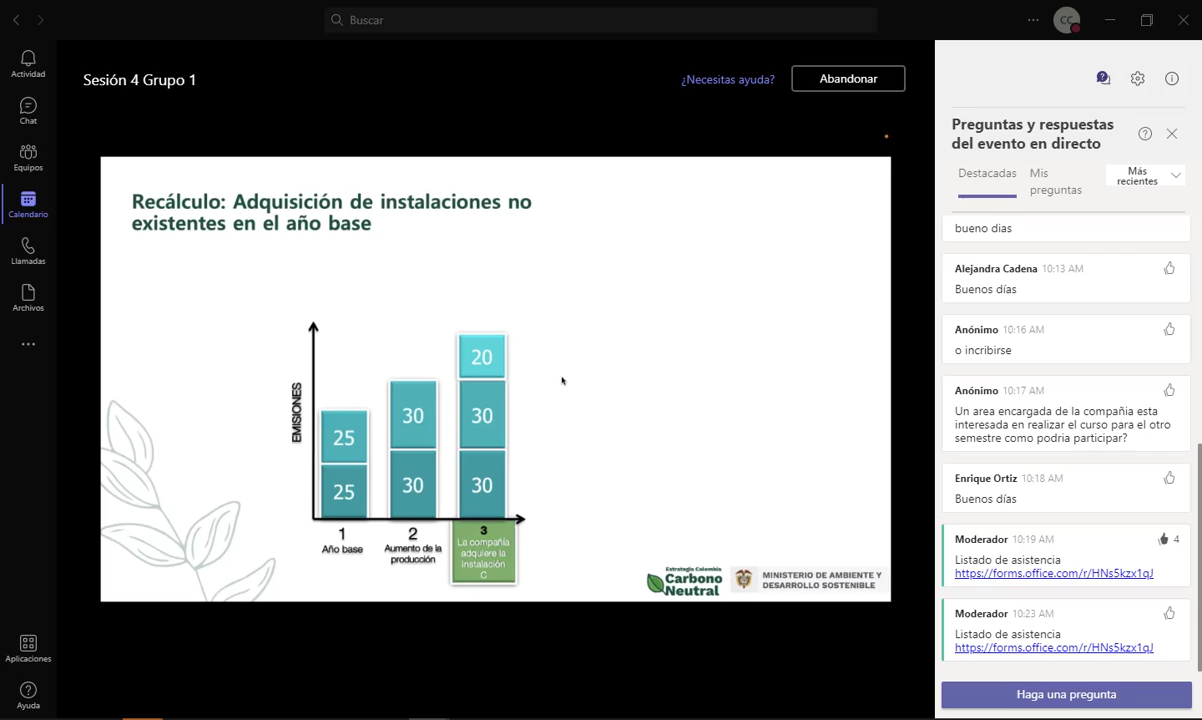 Buscar
CC
Actividad
Chat
Equipos
Calendario
Llamadas
Archivos
Aplicaciones
Ayuda
Sesión 4 Grupo 1
¿Necesitas ayuda?
Abandonar
Recálculo: Adquisición de instalaciones no
existentes en el año base
EMISIONES
25
25
30
30
20
30
30
1
Año base
2
Aumento de la
producción
3
La compañía
adquiere la
instalación
C
Estrategia Colombia
Carbono
Neutral
MINISTERIO DE AMBIENTE Y
DESARROLLO SOSTENIBLE
Preguntas y respuestas
del evento en directo
Destacadas
Mis
preguntas
Más
recientes
bueno dias
Alejandra Cadena 10:13 AM
Buenos días
Anónimo 10:16 AM
o incribirse
Anónimo 10:17 AM
Un area encargada de la compañia esta
interesada en realizar el curso para el otro
semestre como podria participar?
Enrique Ortiz 10:18 AM
Buenos días
Moderador 10:19 AM 4
Listado de asistencia
https://forms.office.com/r/HNs5kzx1qJ
Moderador 10:23 AM
Listado de asistencia
https://forms.office.com/r/HNs5kzx1qJ
Haga una pregunta